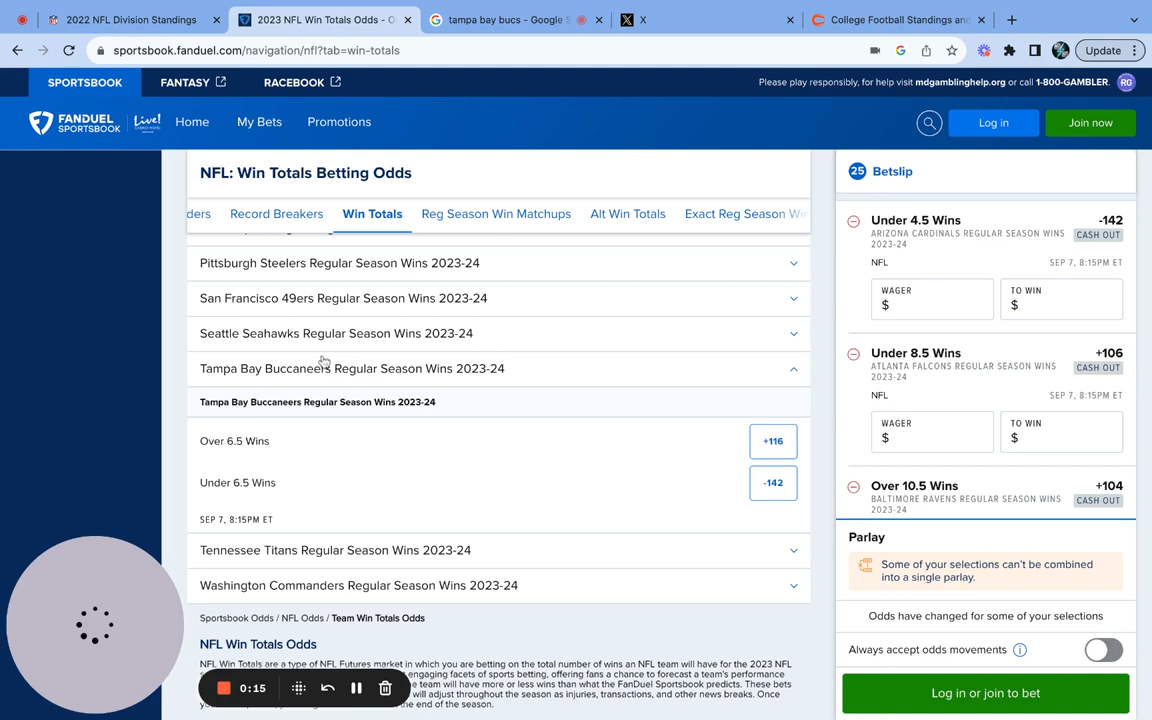 2022 NFL Division Standings
2023 NFL Win Totals Odds - O
tampa bay bucs - Google S
X
College Football Standings and
sportsbook.fanduel.com/navigation/nfl?tab=win-totals
Update
SPORTSBOOK
FANTASY
RACEBOOK
Please play responsibly, for help visit mdgamblinghelp.org or call 1-800-GAMBLER.
RG
FANDUEL
SPORTSBOOK
Live!
Home
My Bets
Promotions
Log in
Join now
NFL: Win Totals Betting Odds
ders
Record Breakers
Win Totals
Reg Season Win Matchups
Alt Win Totals
Exact Reg Season Win
Pittsburgh Steelers Regular Season Wins 2023-24
San Francisco 49ers Regular Season Wins 2023-24
Seattle Seahawks Regular Season Wins 2023-24
Tampa Bay Buccaneers Regular Season Wins 2023-24
Tampa Bay Buccaneers Regular Season Wins 2023-24
Over 6.5 Wins
+116
Under 6.5 Wins
-142
SEP 7, 8:15PM ET
Tennessee Titans Regular Season Wins 2023-24
Washington Commanders Regular Season Wins 2023-24
Sportsbook Odds / NFL Odds / Team Win Totals Odds
NFL Win Totals Odds
NFL Win Totals are a type of NFL Futures market in which you are betting on the total number of wins an NFL team will have for the 2023 NFL
engaging facets of sports betting, offering fans a chance to forecast a team's performance
t team will have more or less wins than what the FanDuel Sportsbook predicts. These bets
will adjust throughout the season as injuries, transactions, and other news breaks. Once
the end of the season.
0:15
25
Betslip
Under 4.5 Wins
-142
ARIZONA CARDINALS REGULAR SEASON WINS
2023-24
CASH OUT
NFL
SEP 7, 8:15PM ET
WAGER
$
TO WIN
$
Under 8.5 Wins
+106
ATLANTA FALCONS REGULAR SEASON WINS
2023-24
CASH OUT
NFL
SEP 7, 8:15PM ET
WAGER
$
TO WIN
$
Over 10.5 Wins
+104
BALTIMORE RAVENS REGULAR SEASON WINS
2023-24
CASH OUT
Parlay
Some of your selections can't be combined
into a single parlay.
Odds have changed for some of your selections
Always accept odds movements
Log in or join to bet